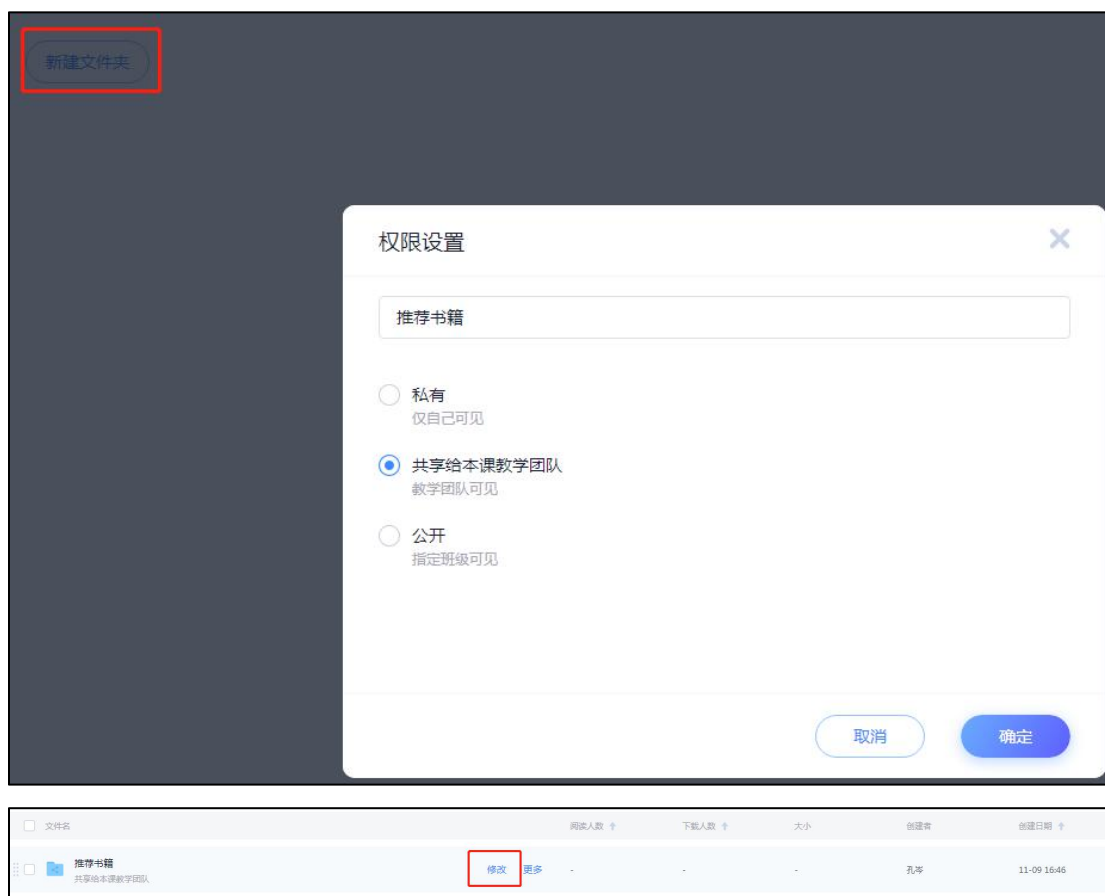 新建文件夹
权限设置
推荐书籍
私有
仅自己可见
共享给本课教学团队
教学团队可见
公开
指定班级可见
取消 确定
文件名 阅读人数 下载人数 大小 创建者 创建日期
推荐书籍 修改 更多 - - - 孔岑 11-09 16:46
共享给本课教学团队